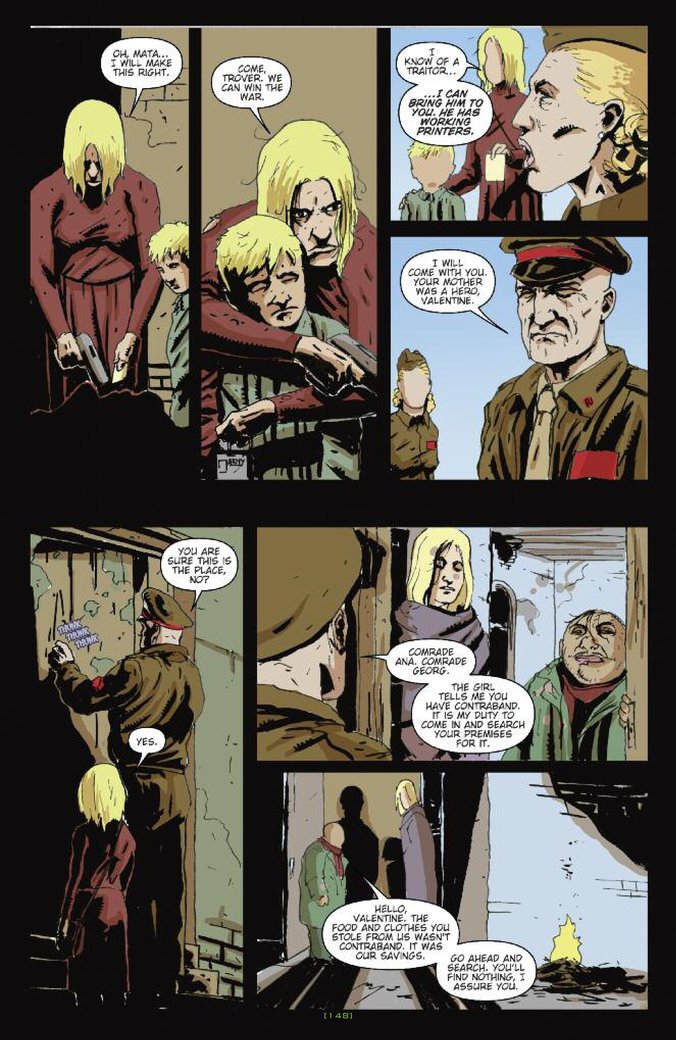 OH, MATA...
I WILL MAKE
THIS RIGHT.
COME,
TROVER. WE
CAN WIN THE
WAR.
I
KNOW OF A
TRAITOR...
...I CAN
BRING HIM TO
YOU. HE HAS
WORKING
PRINTERS.
I WILL
COME WITH YOU.
YOUR MOTHER
WAS A HERO,
VALENTINE.
YOU ARE
SURE THIS IS
THE PLACE,
NO?
THUNK
THUNK
THUNK
YES.
COMRADE
ANA. COMRADE
GEORG.
THE GIRL
TELLS ME YOU
HAVE CONTRABAND.
IT IS MY DUTY TO
COME IN AND SEARCH
YOUR PREMISES
FOR IT.
HELLO,
VALENTINE. THE
FOOD AND CLOTHES YOU
STOLE FROM US WASN'T
CONTRABAND. IT WAS
OUR SAVINGS.
GO AHEAD AND
SEARCH. YOU'LL
FIND NOTHING, I
ASSURE YOU.
[148]